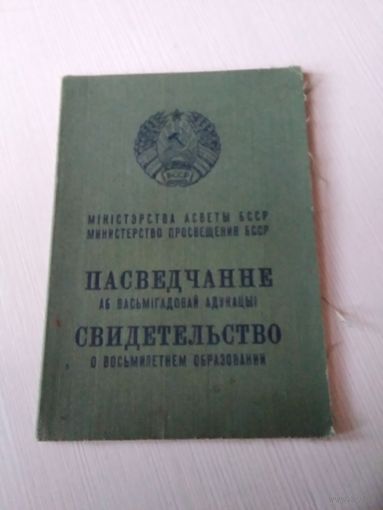 БССР
МІНІСТЭРСТВА АСВЕТЫ БССР
МИНИСТЕРСТВО ПРОСВЕЩЕНИЯ БССР
ПАСВЕДЧАННЕ
АБ ВАСЬМІГАДОВАЙ АДУКАЦЫІ
СВИДЕТЕЛЬСТВО
О ВОСЬМИЛЕТНЕМ ОБРАЗОВАНИИ